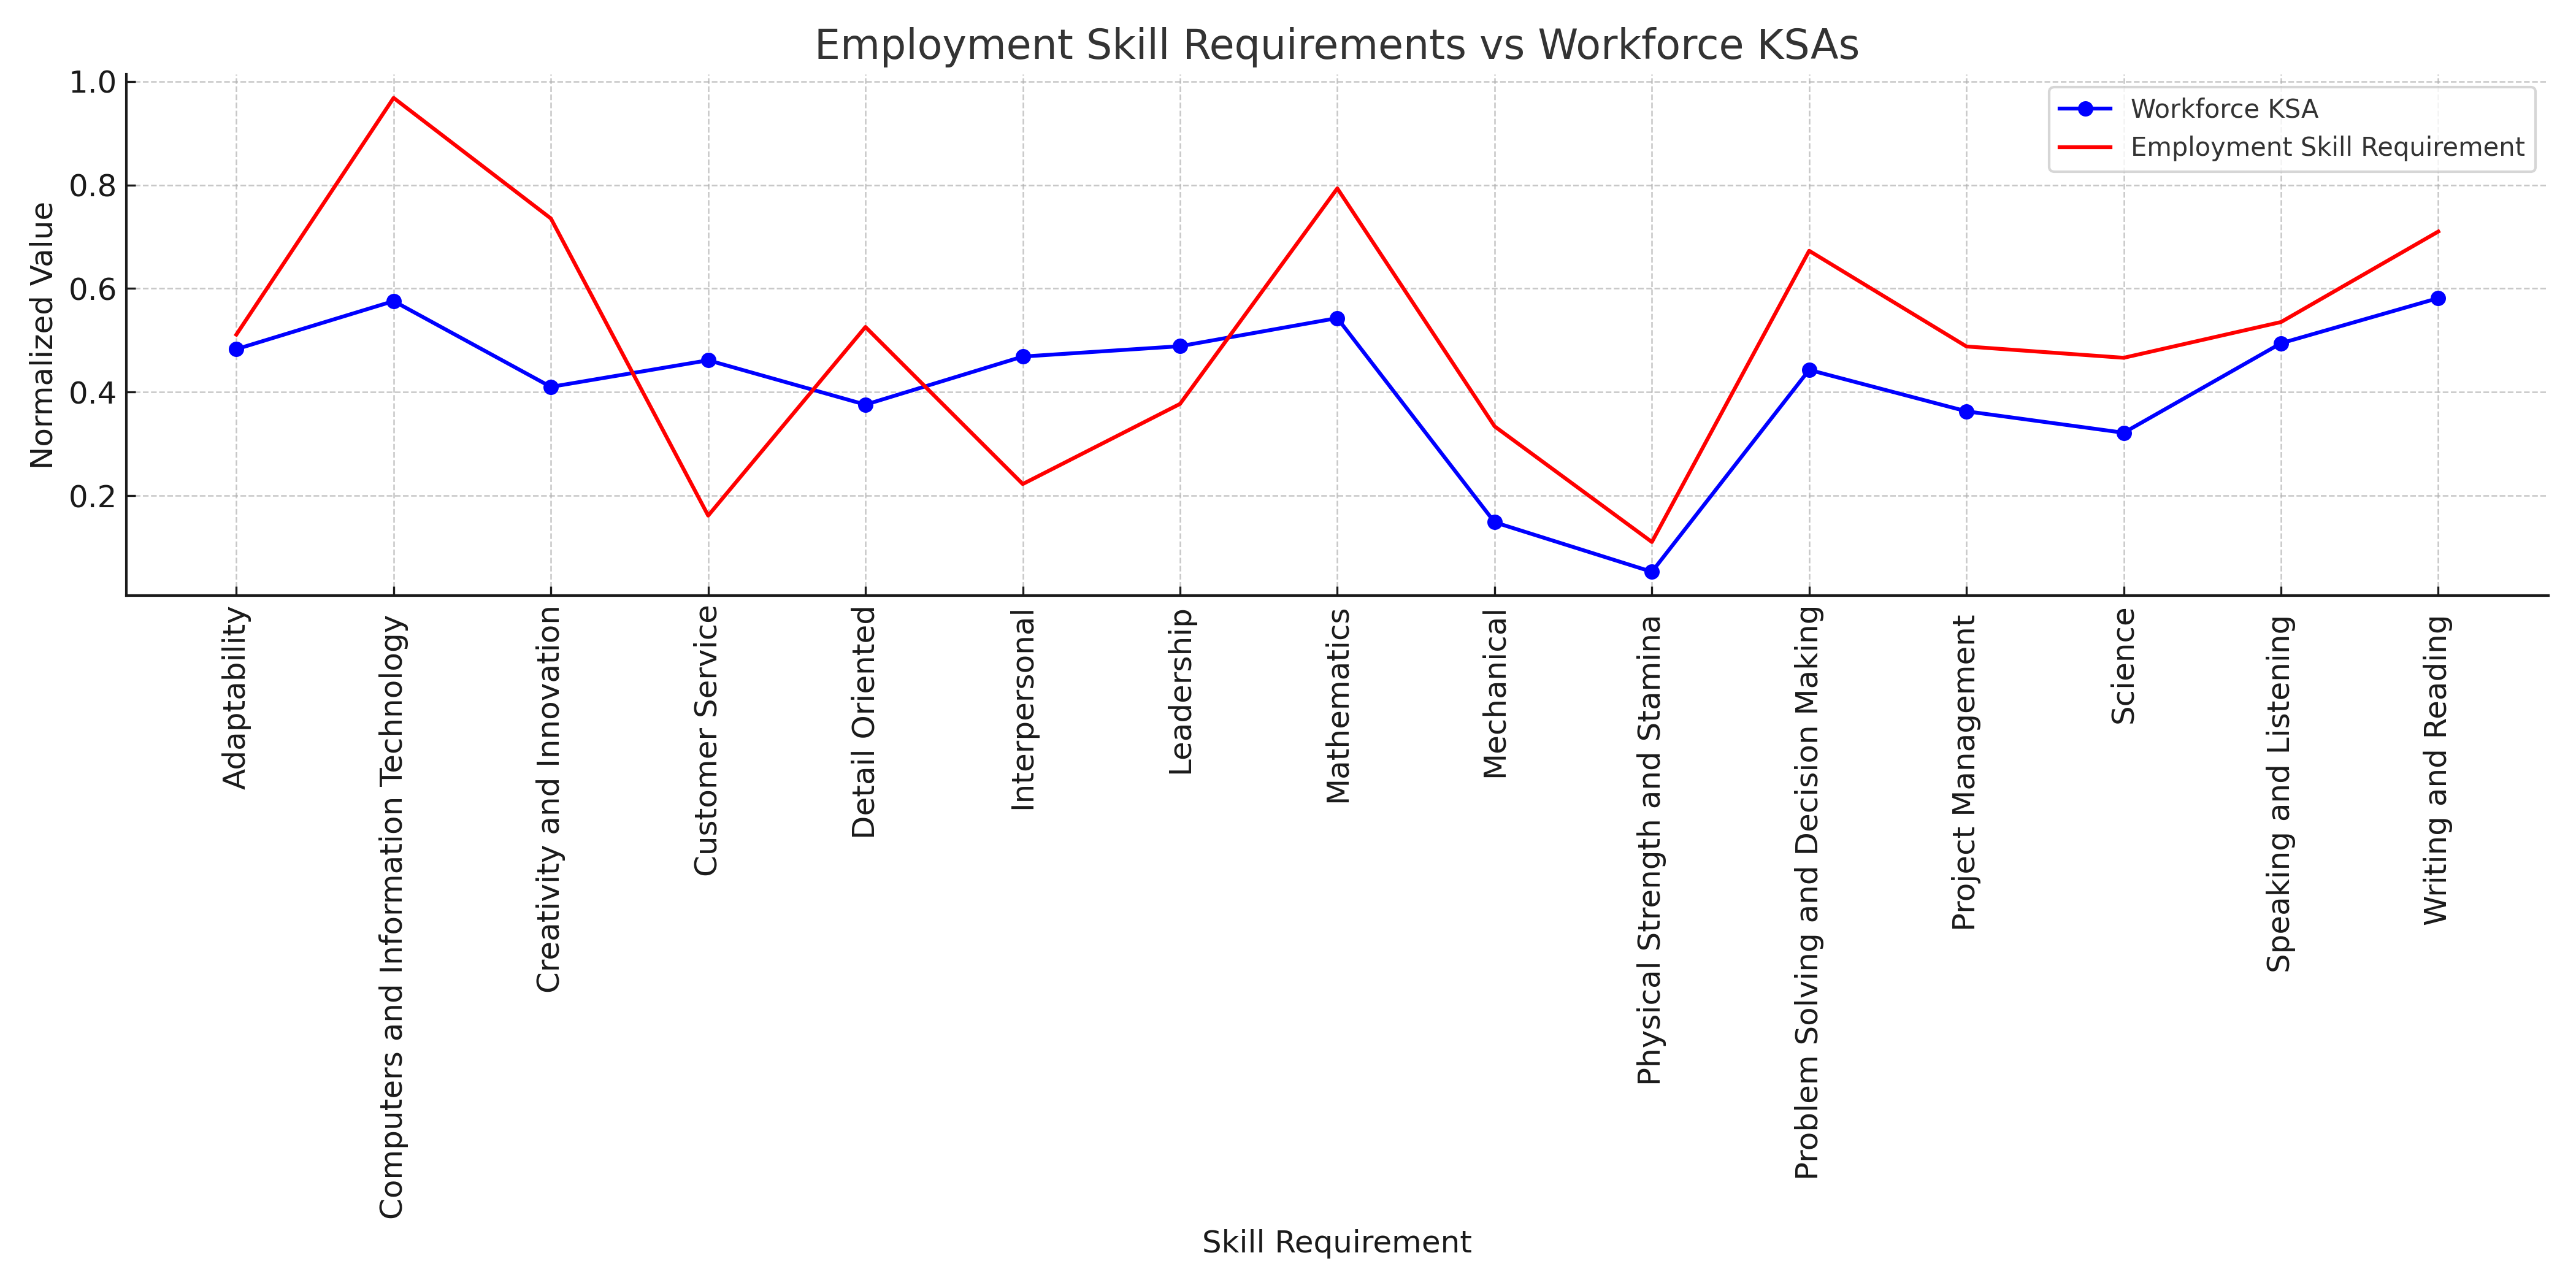 Employment Skill Requirements vs Workforce KSAs
Workforce KSA
Employment Skill Requirement
Normalized Value
1.0
0.8
0.6
0.4
0.2
Adaptability
Computers and Information Technology
Creativity and Innovation
Customer Service
Detail Oriented
Interpersonal
Leadership
Mathematics
Mechanical
Physical Strength and Stamina
Problem Solving and Decision Making
Project Management
Science
Speaking and Listening
Writing and Reading
Skill Requirement